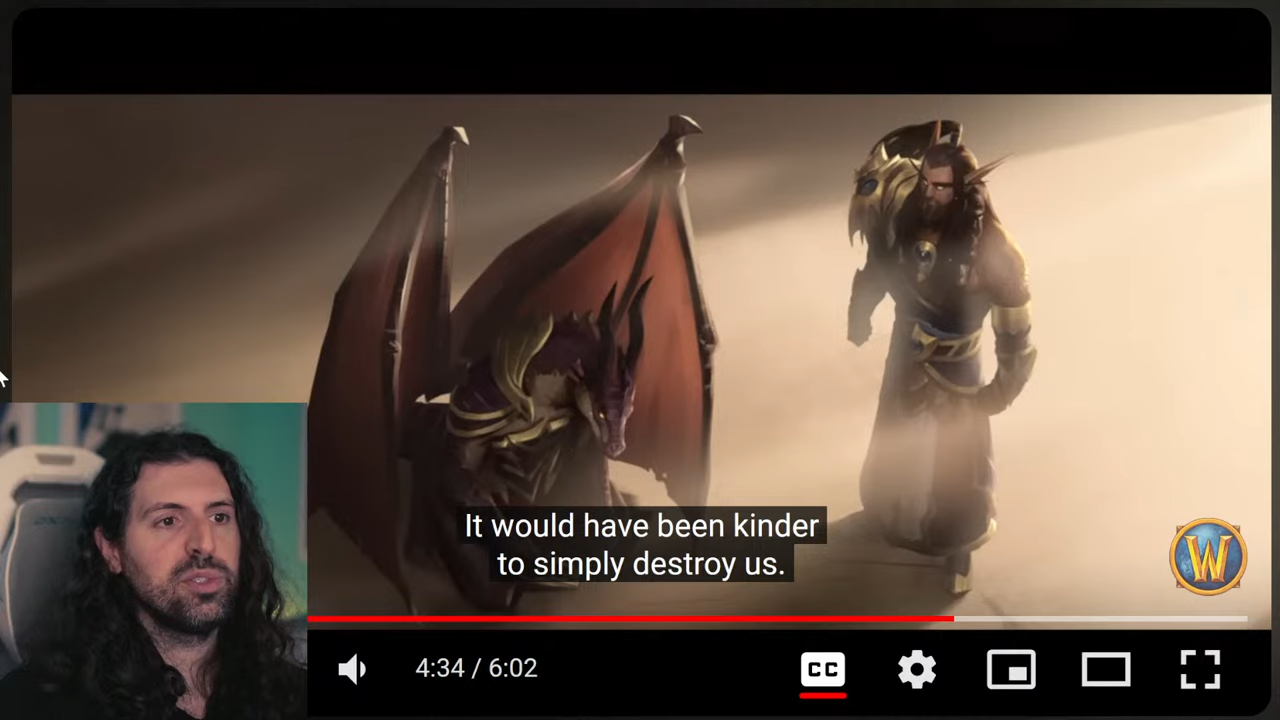 It would have been kinder
to simply destroy us.
W
4:34 / 6:02
CC